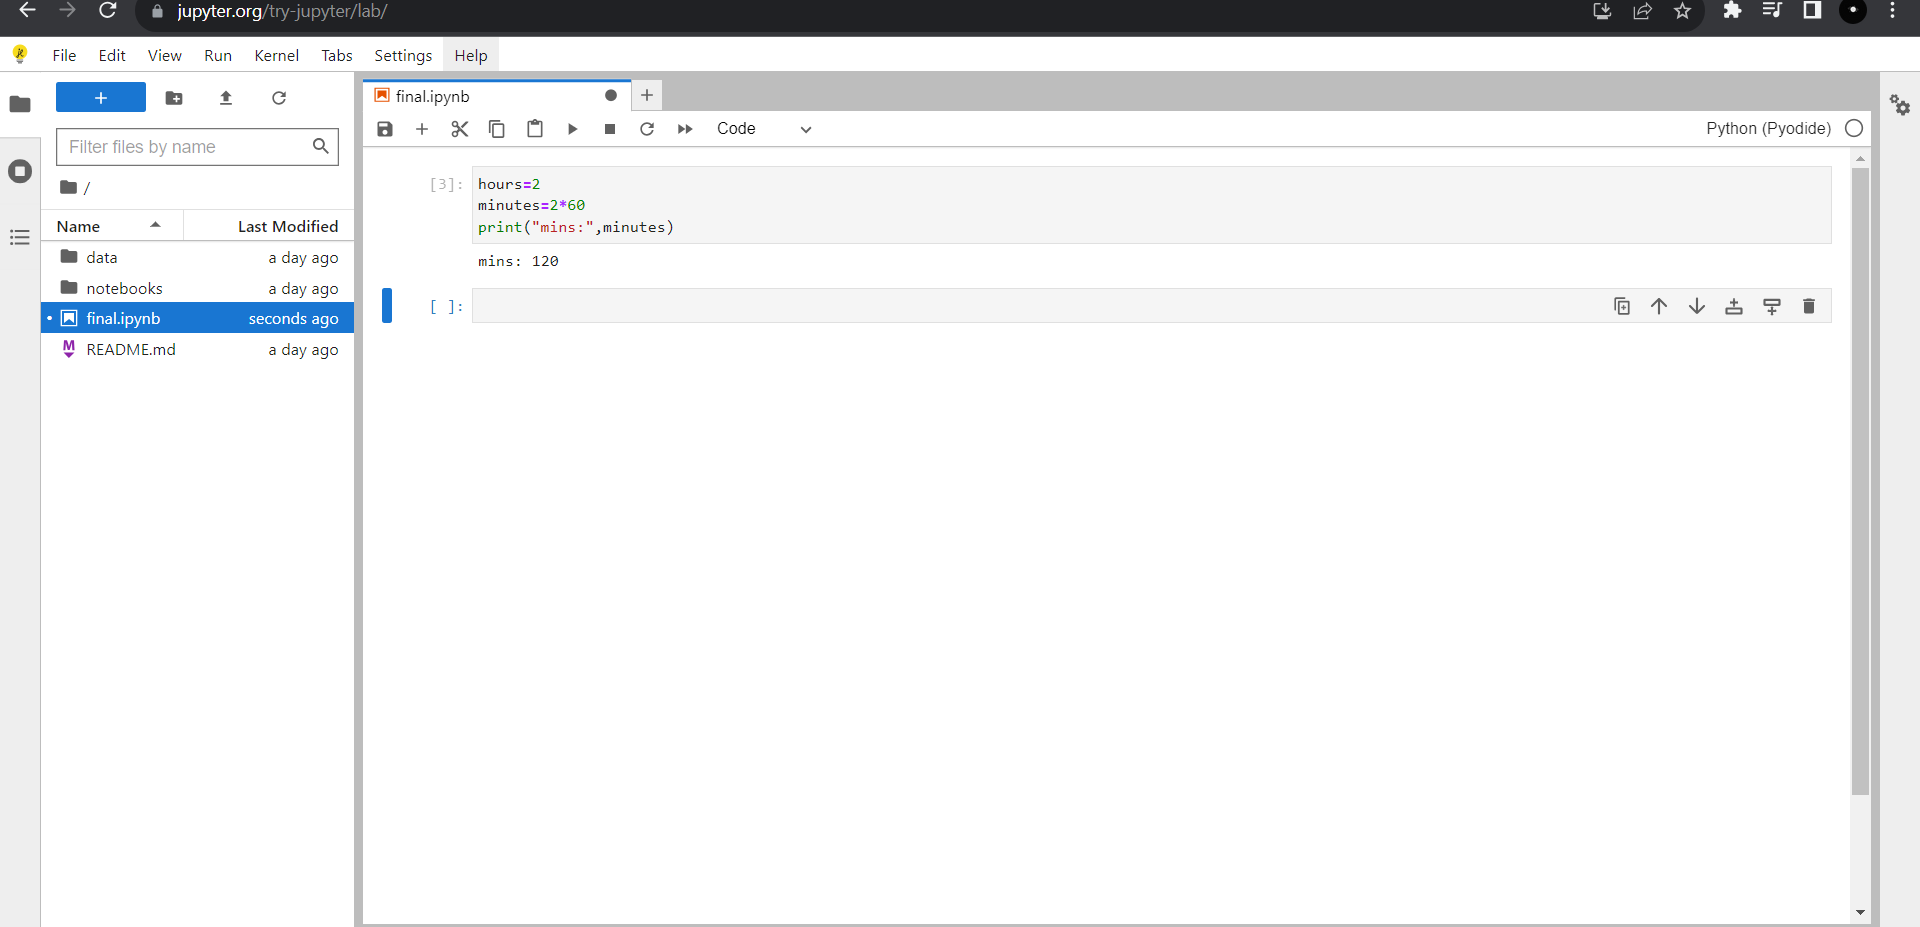 jupyter.org/try-jupyter/lab/
File Edit View Run Kernel Tabs Settings Help
final.ipynb
Code
Python (Pyodide)
Filter files by name
/
Name Last Modified
data a day ago
notebooks a day ago
final.ipynb seconds ago
README.md a day ago
[3]: hours=2
minutes=2*60
print("mins:",minutes)
mins: 120
[ ]: